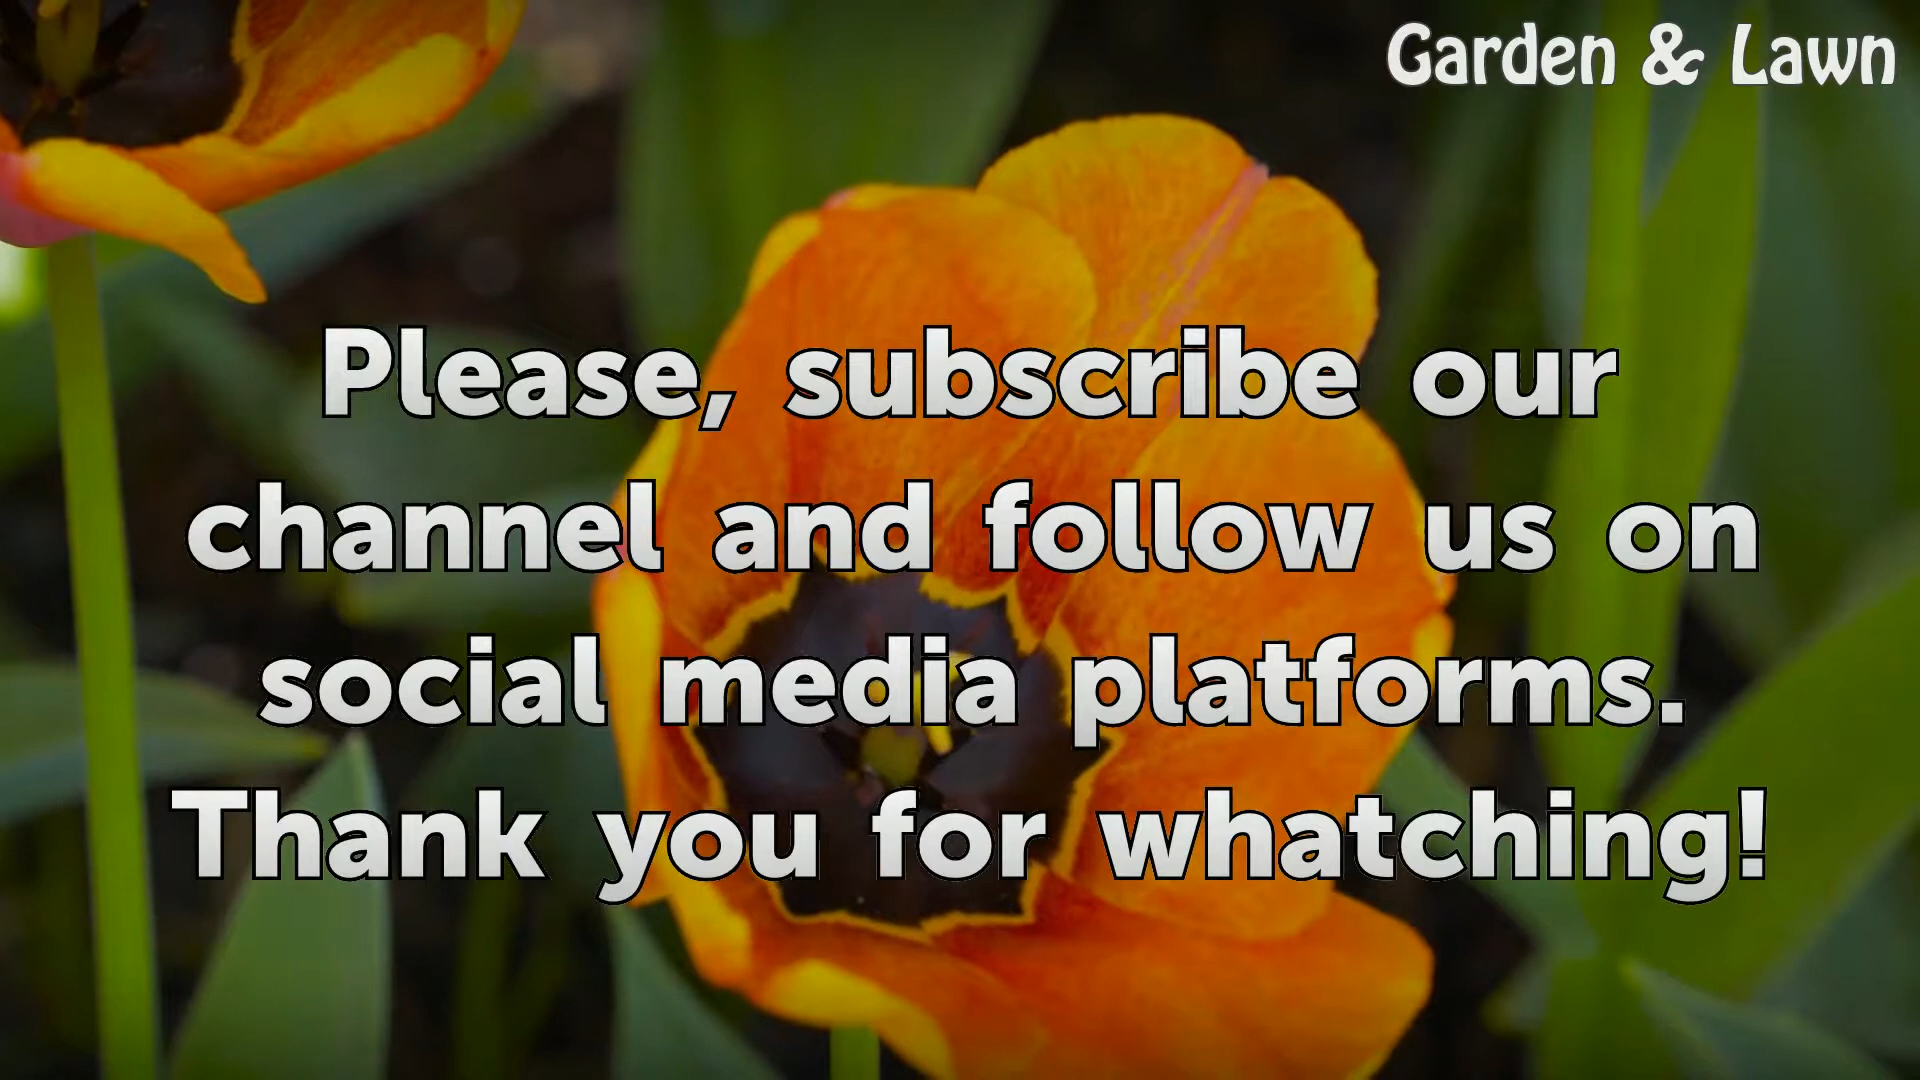 Garden & Lawn
Please, subscribe our
channel and follow us on
social media platforms.
Thank you for whatching!